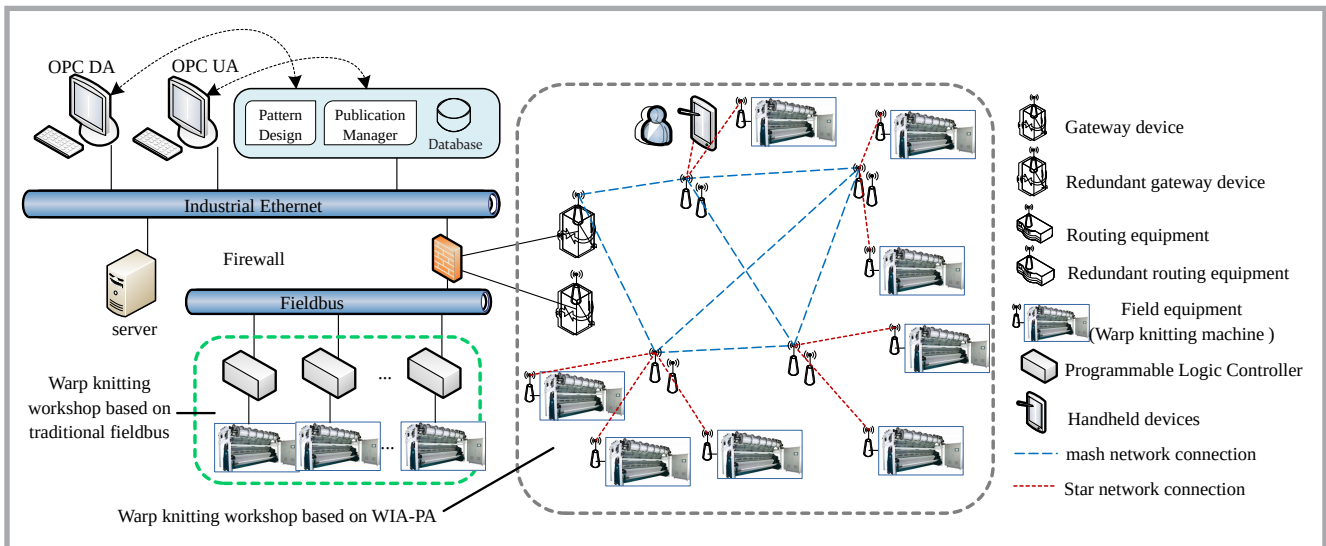 OPC DA
OPC UA
Pattern
Design
Publication
Manager
Database
Industrial Ethernet
Firewall
server
Fieldbus
...
...
Warp knitting
workshop based on
traditional fieldbus
Warp knitting workshop based on WIA-PA
Gateway device
Redundant gateway device
Routing equipment
Redundant routing equipment
Field equipment
(Warp knitting machine )
Programmable Logic Controller
Handheld devices
mash network connection
Star network connection